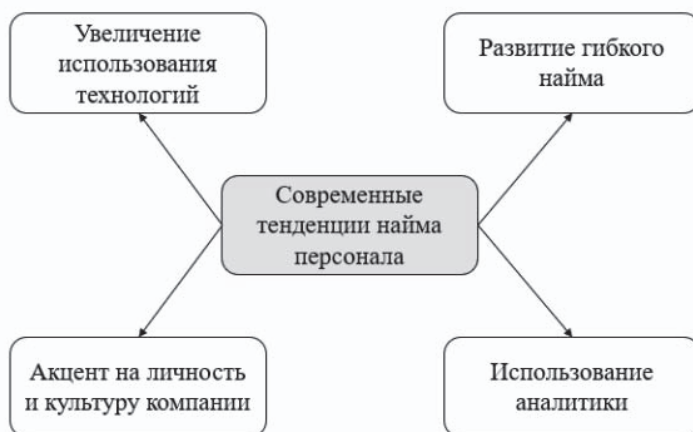 Увеличение
использования
технологий
Развитие гибкого
найма
Современные
тенденции найма
персонала
Акцент на личность
и культуру компании
Использование
аналитики